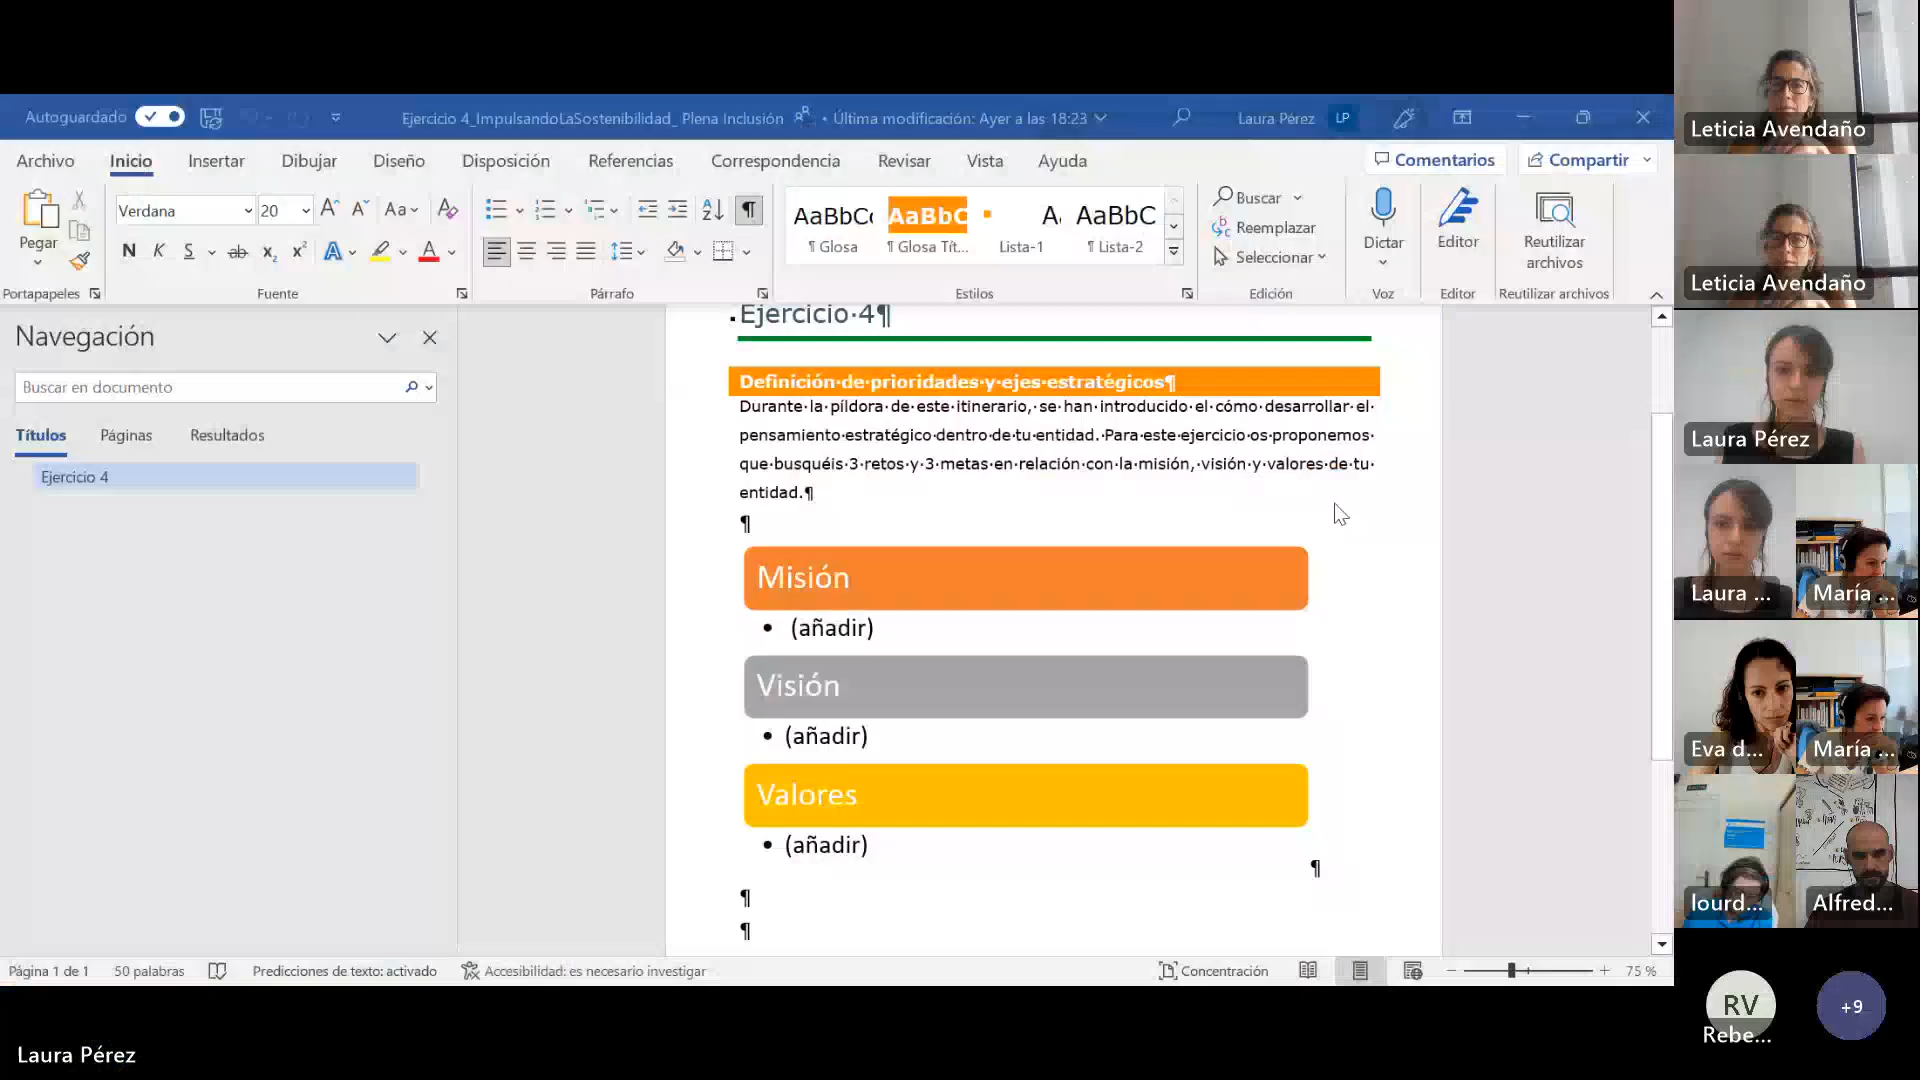 Autoguardado
Ejercicio 4_ImpulsandoLaSostenibilidad_ Plena Inclusión
• Última modificación: Ayer a las 18:23
Laura Pérez
LP
Archivo
Inicio
Insertar
Dibujar
Diseño
Disposición
Referencias
Correspondencia
Revisar
Vista
Ayuda
Comentarios
Compartir
Pegar
Portapapeles
Verdana
20
Aa
N K S ab x₂ x²
Fuente
Párrafo
AaBbC
¶ Glosa
AaBbC
¶ Glosa Tít...
Lista-1
AaBbC
¶ Lista-2
Estilos
Buscar
Reemplazar
Seleccionar
Edición
Dictar
Voz
Editor
Editor
Reutilizar
archivos
Reutilizar archivos
Navegación
Buscar en documento
Títulos
Páginas
Resultados
Ejercicio 4
Ejercicio·4¶
Definición·de·prioridades·y·ejes·estratégicos¶
Durante·la·píldora·de·este·itinerario,·se·han·introducido·el·cómo·desarrollar·el·
pensamiento·estratégico·dentro·de·tu·entidad.·Para·este·ejercicio·os·proponemos·
que·busquéis·3·retos·y·3·metas·en·relación·con·la·misión,·visión·y·valores·de·tu·
entidad.¶
¶
Misión
• (añadir)
Visión
• (añadir)
Valores
• (añadir)
¶
¶
¶
Página 1 de 1
50 palabras
Predicciones de texto: activado
Accesibilidad: es necesario investigar
Concentración
75 %
Laura Pérez
Leticia Avendaño
Leticia Avendaño
Laura Pérez
Laura ...
María ...
Eva d...
María ...
lourd...
Alfred...
RV
Rebe...
+9